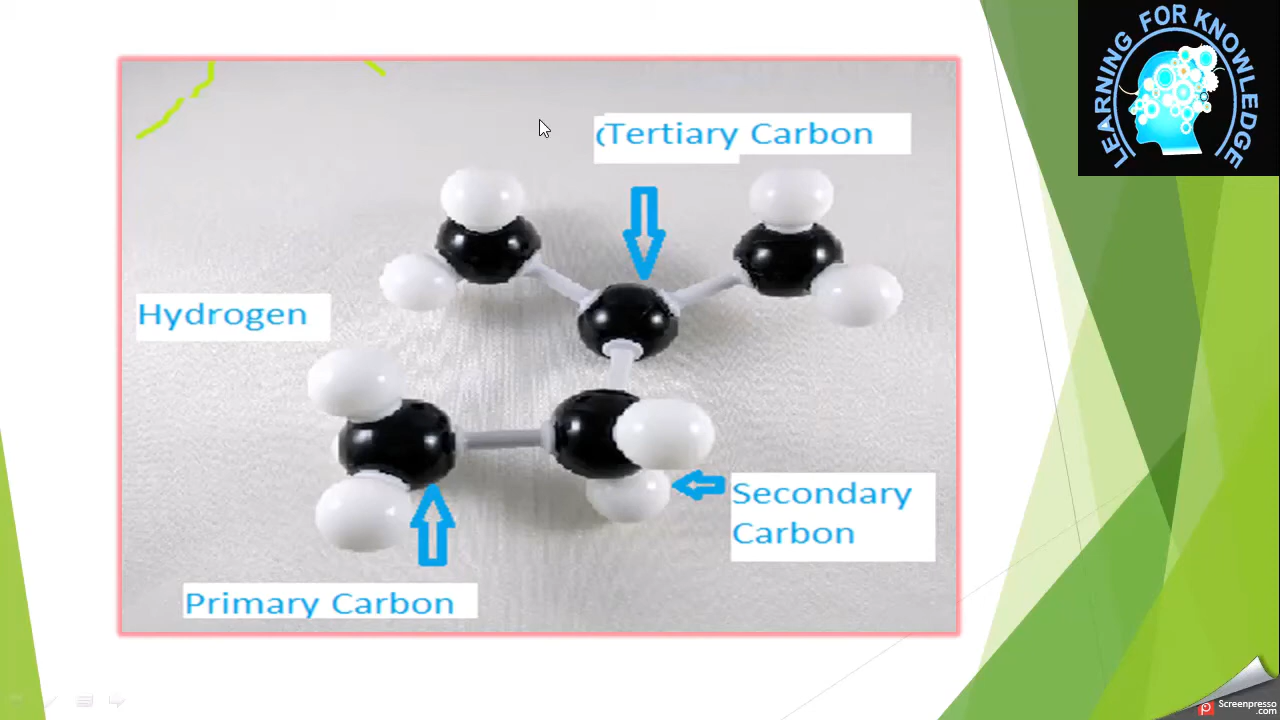 LEARNING FOR KNOWLEDGE
(Tertiary Carbon
Hydrogen
Secondary
Carbon
Primary Carbon
Screenpresso
.com